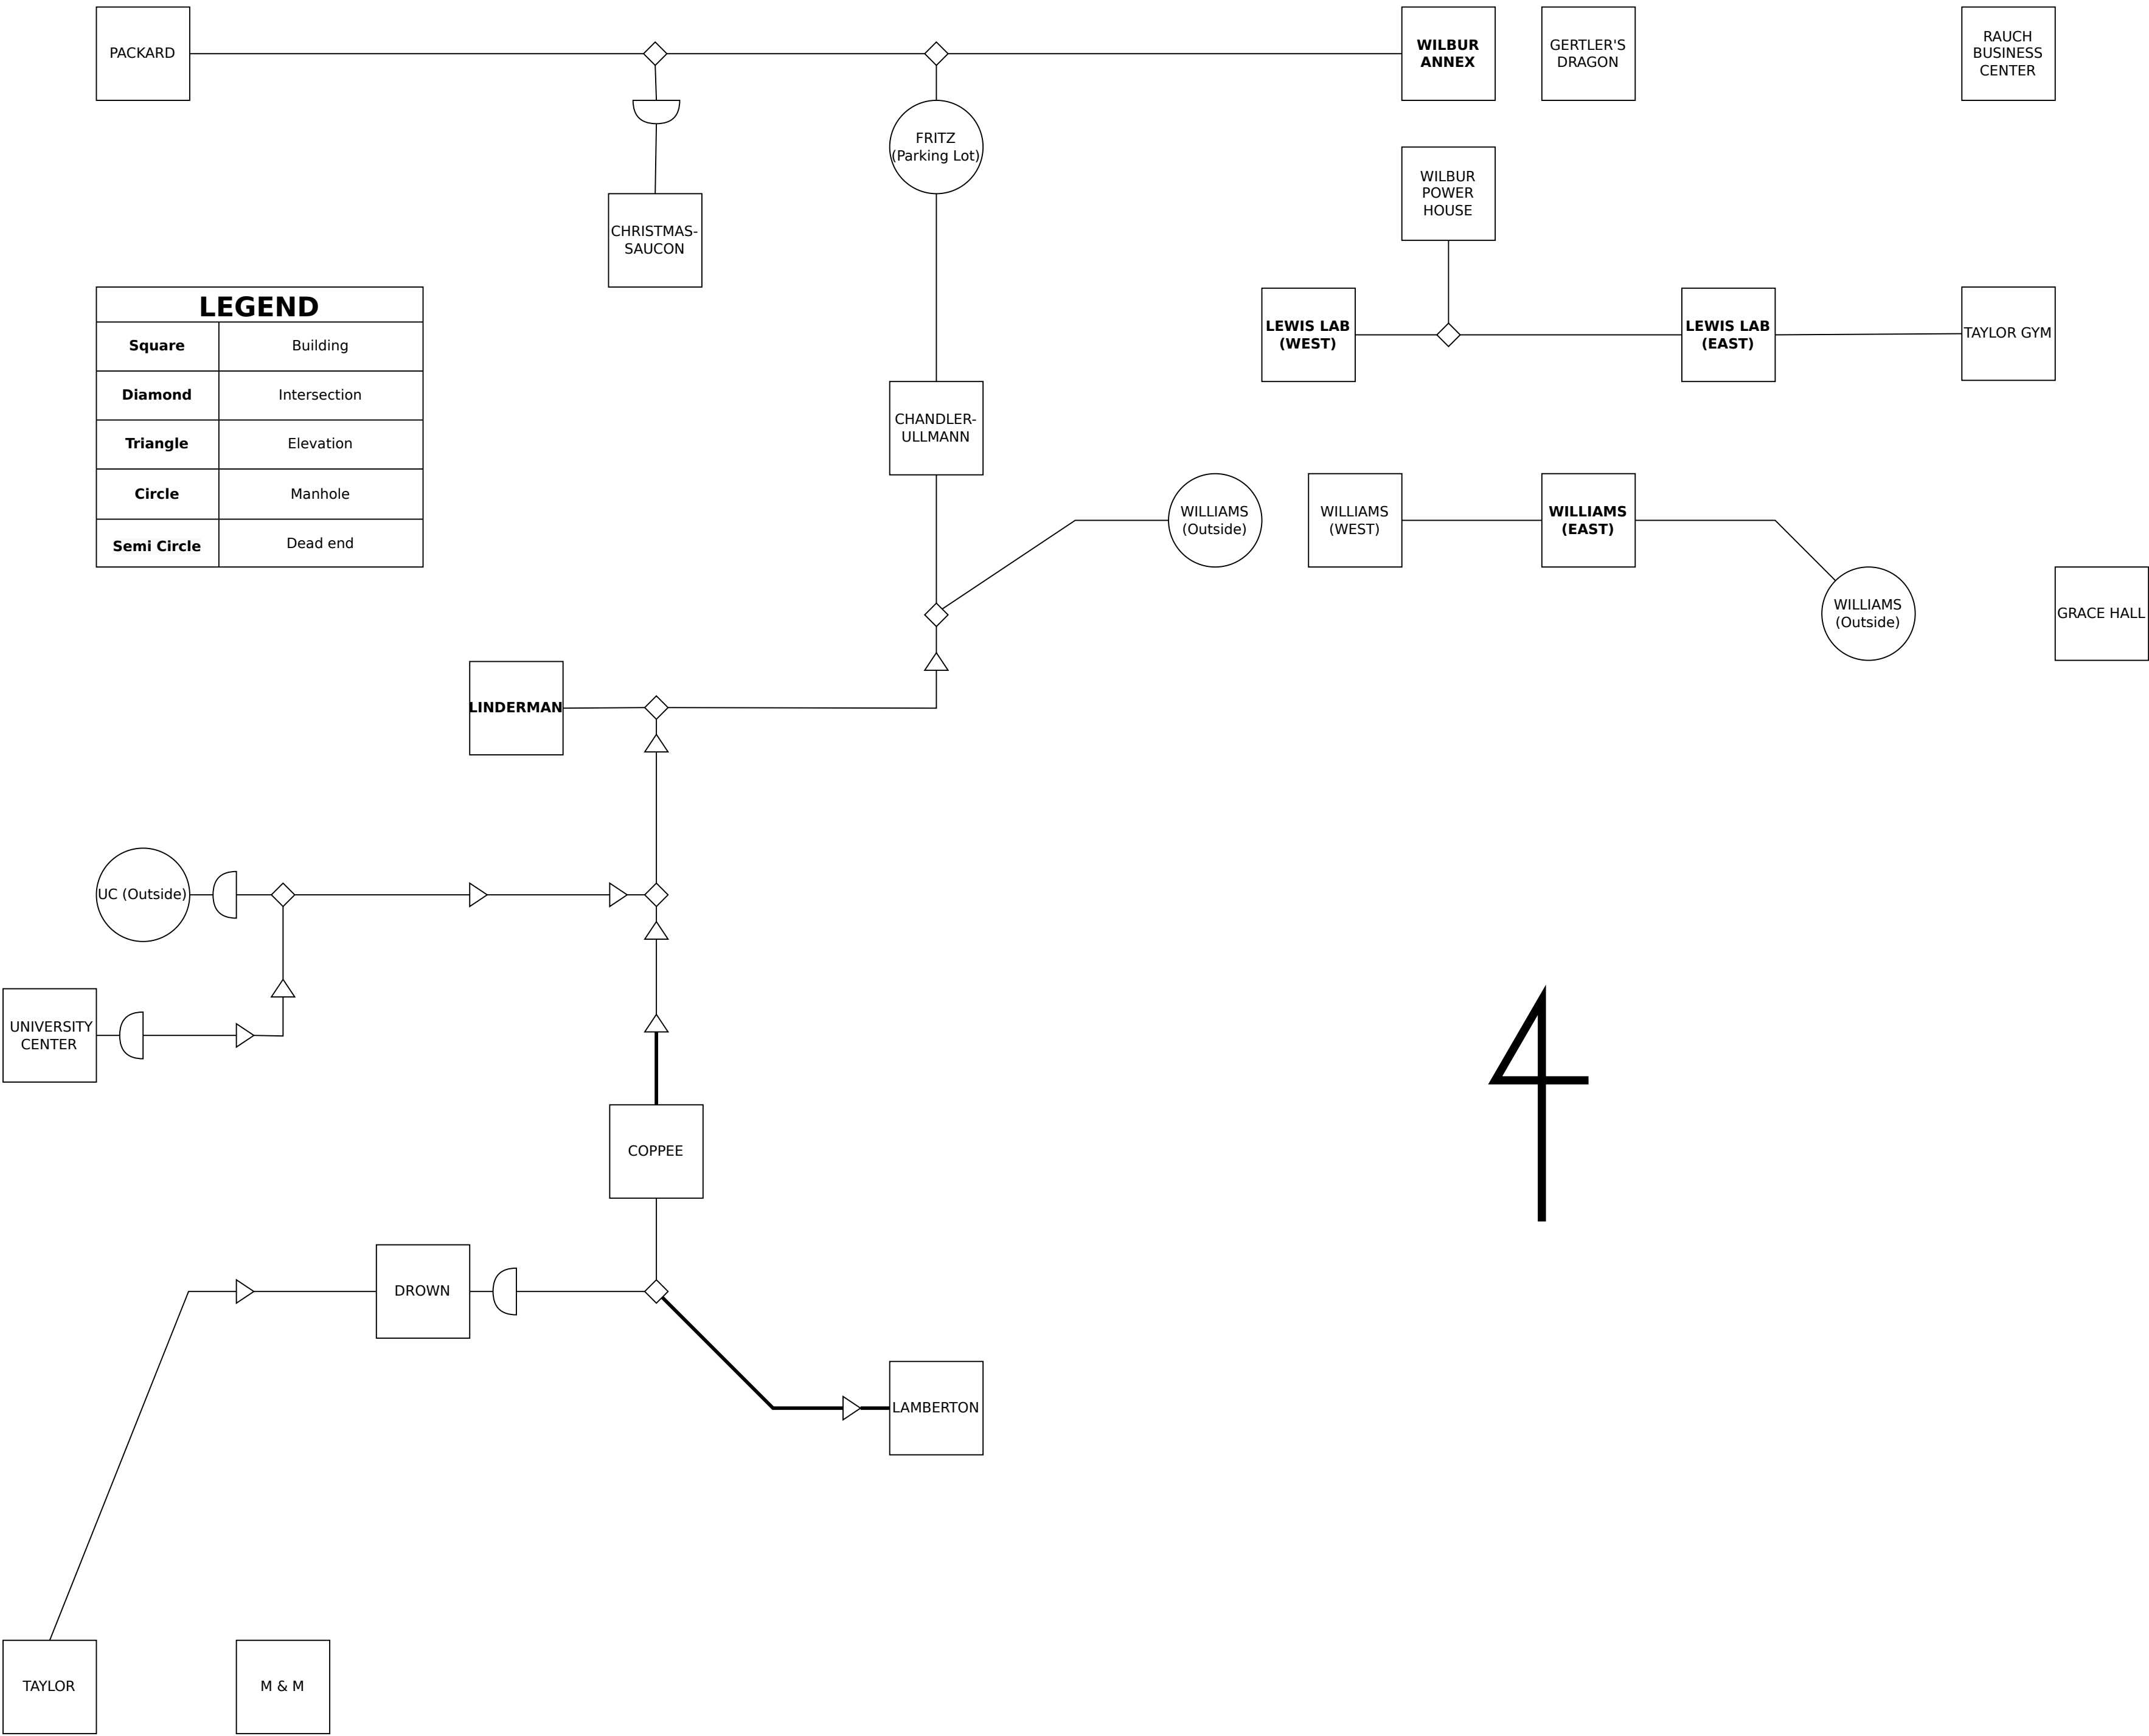 PACKARD
WILBUR
ANNEX
GERTLER'S
DRAGON
RAUCH
BUSINESS
CENTER
FRITZ
(Parking Lot)
WILBUR
POWER
HOUSE
CHRISTMAS-
SAUCON
LEGEND
Square Building
Diamond Intersection
Triangle Elevation
Circle Manhole
Semi Circle Dead end
LEWIS LAB
(WEST)
LEWIS LAB
(EAST)
TAYLOR GYM
CHANDLER-
ULLMANN
WILLIAMS
(Outside)
WILLIAMS
(WEST)
WILLIAMS
(EAST)
WILLIAMS
(Outside)
GRACE HALL
LINDERMAN
UC (Outside)
UNIVERSITY
CENTER
COPPEE
DROWN
LAMBERTON
TAYLOR
M & M